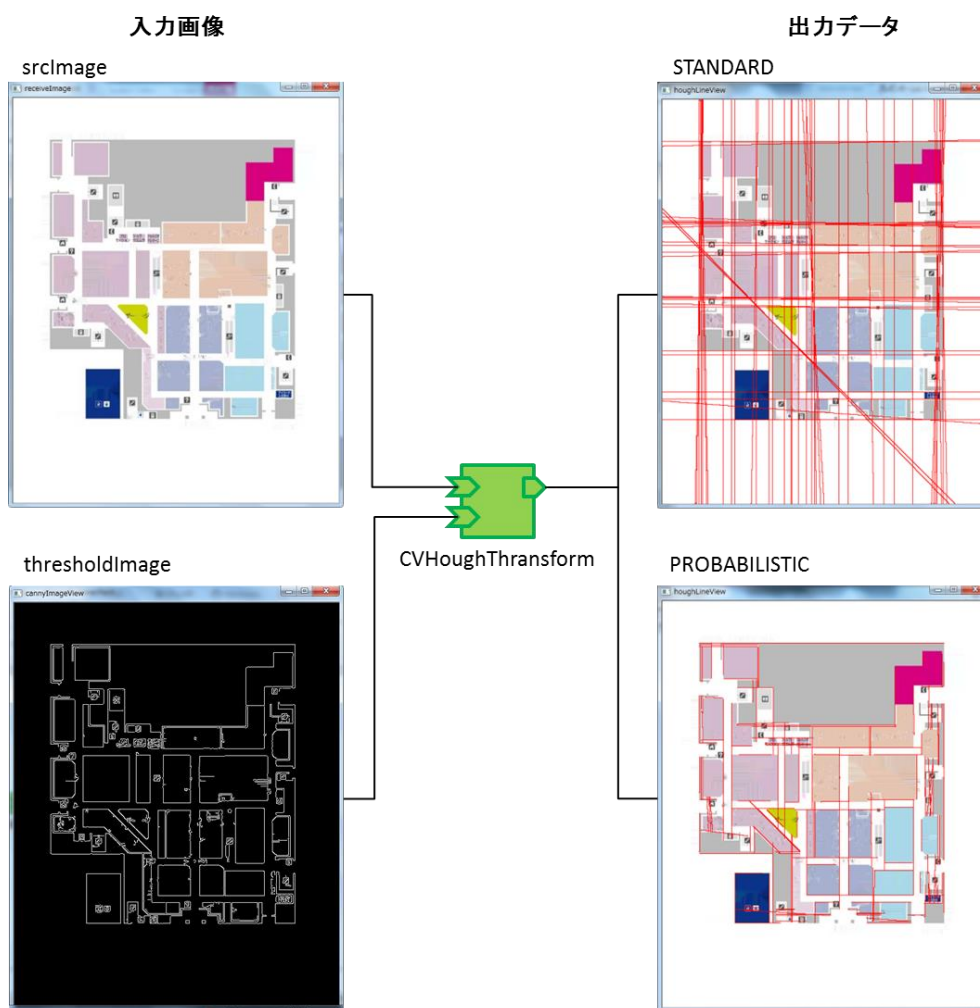 入力画像
出力データ
srcImage
receiveImage
STANDARD
houghLineView
CVHoughThransform
thresholdImage
cannyImageView
PROBABILISTIC
houghLineView